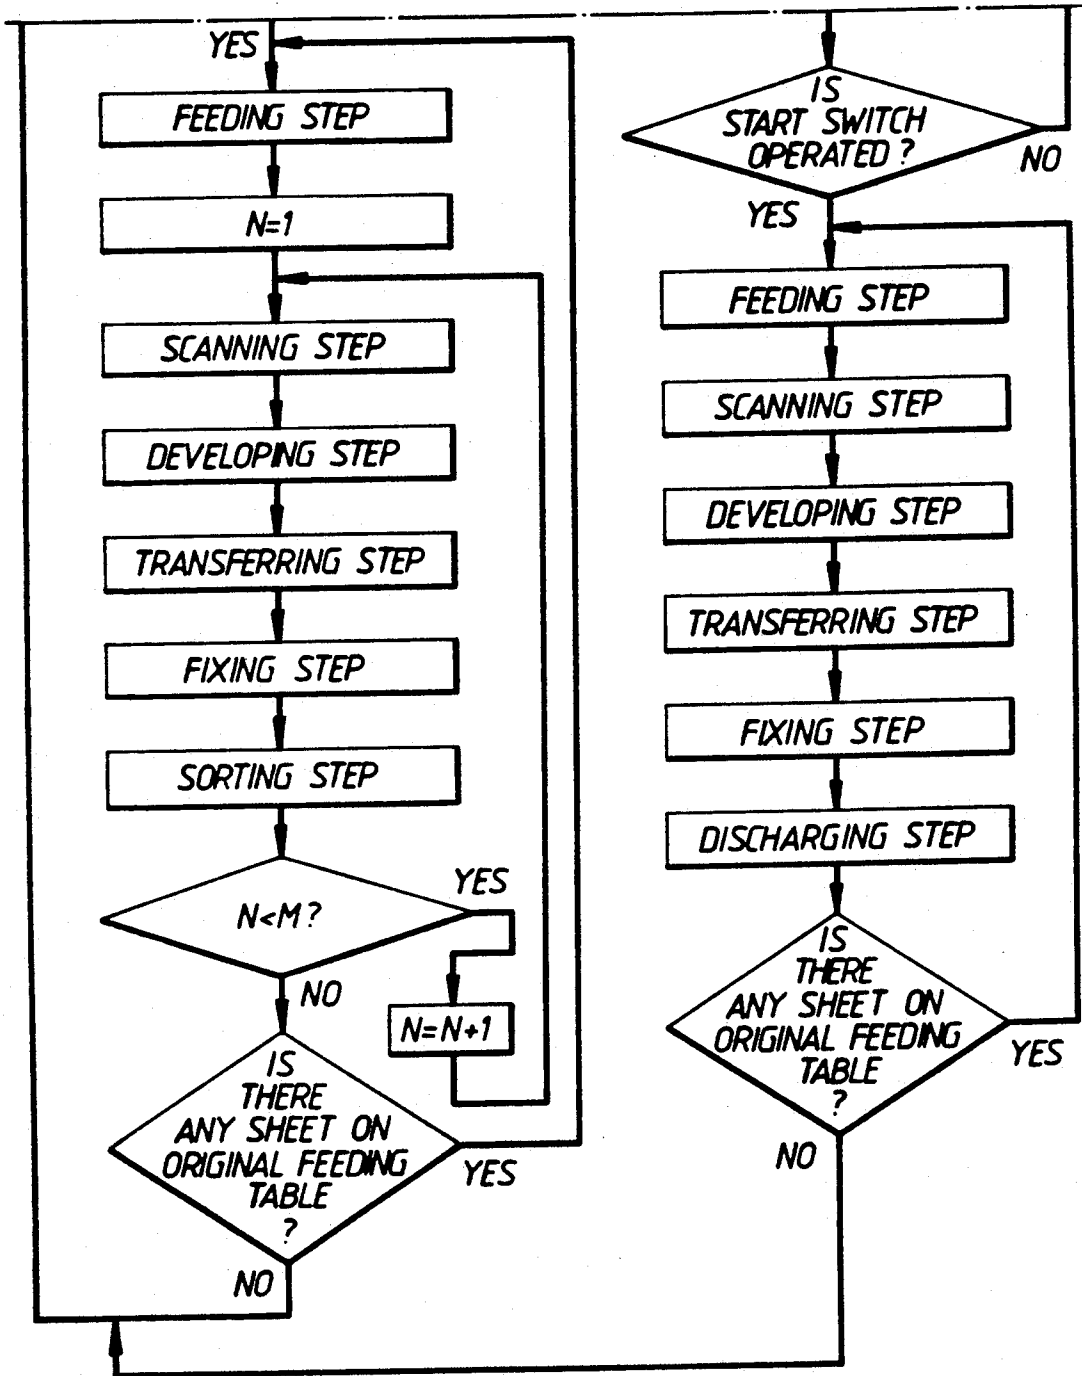 YES
FEEDING STEP
N=1
SCANNING STEP
DEVELOPING STEP
TRANSFERRING STEP
FIXING STEP
SORTING STEP
N<M?
YES
NO
N=N+1
IS
THERE
ANY SHEET ON
ORIGINAL FEEDING
TABLE
?
YES
NO
IS
START SWITCH
OPERATED ?
NO
YES
FEEDING STEP
SCANNING STEP
DEVELOPING STEP
TRANSFERRING STEP
FIXING STEP
DISCHARGING STEP
IS
THERE
ANY SHEET ON
ORIGINAL FEEDING
TABLE
?
YES
NO